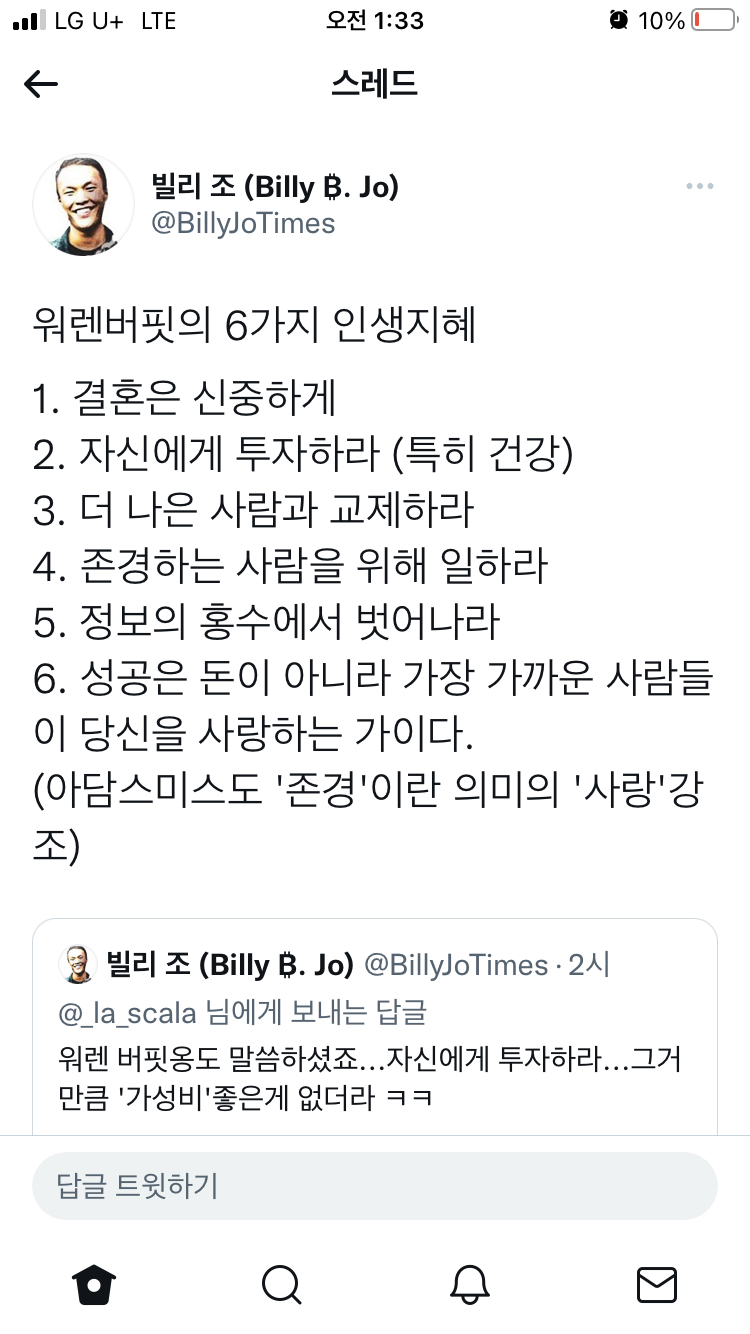 LG U+ LTE 오전 1:33 10%
스레드
빌리 조 (Billy ₿. Jo)
@BillyJoTimes
워렌버핏의 6가지 인생지혜
1. 결혼은 신중하게
2. 자신에게 투자하라 (특히 건강)
3. 더 나은 사람과 교제하라
4. 존경하는 사람을 위해 일하라
5. 정보의 홍수에서 벗어나라
6. 성공은 돈이 아니라 가장 가까운 사람들
이 당신을 사랑하는 가이다.
(아담스미스도 '존경'이란 의미의 '사랑'강
조)
빌리 조 (Billy ₿. Jo) @BillyJoTimes · 2시
@_la_scala 님에게 보내는 답글
워렌 버핏옹도 말씀하셨죠...자신에게 투자하라...그거
만큼 '가성비'좋은게 없더라 ㅋㅋ
답글 트윗하기